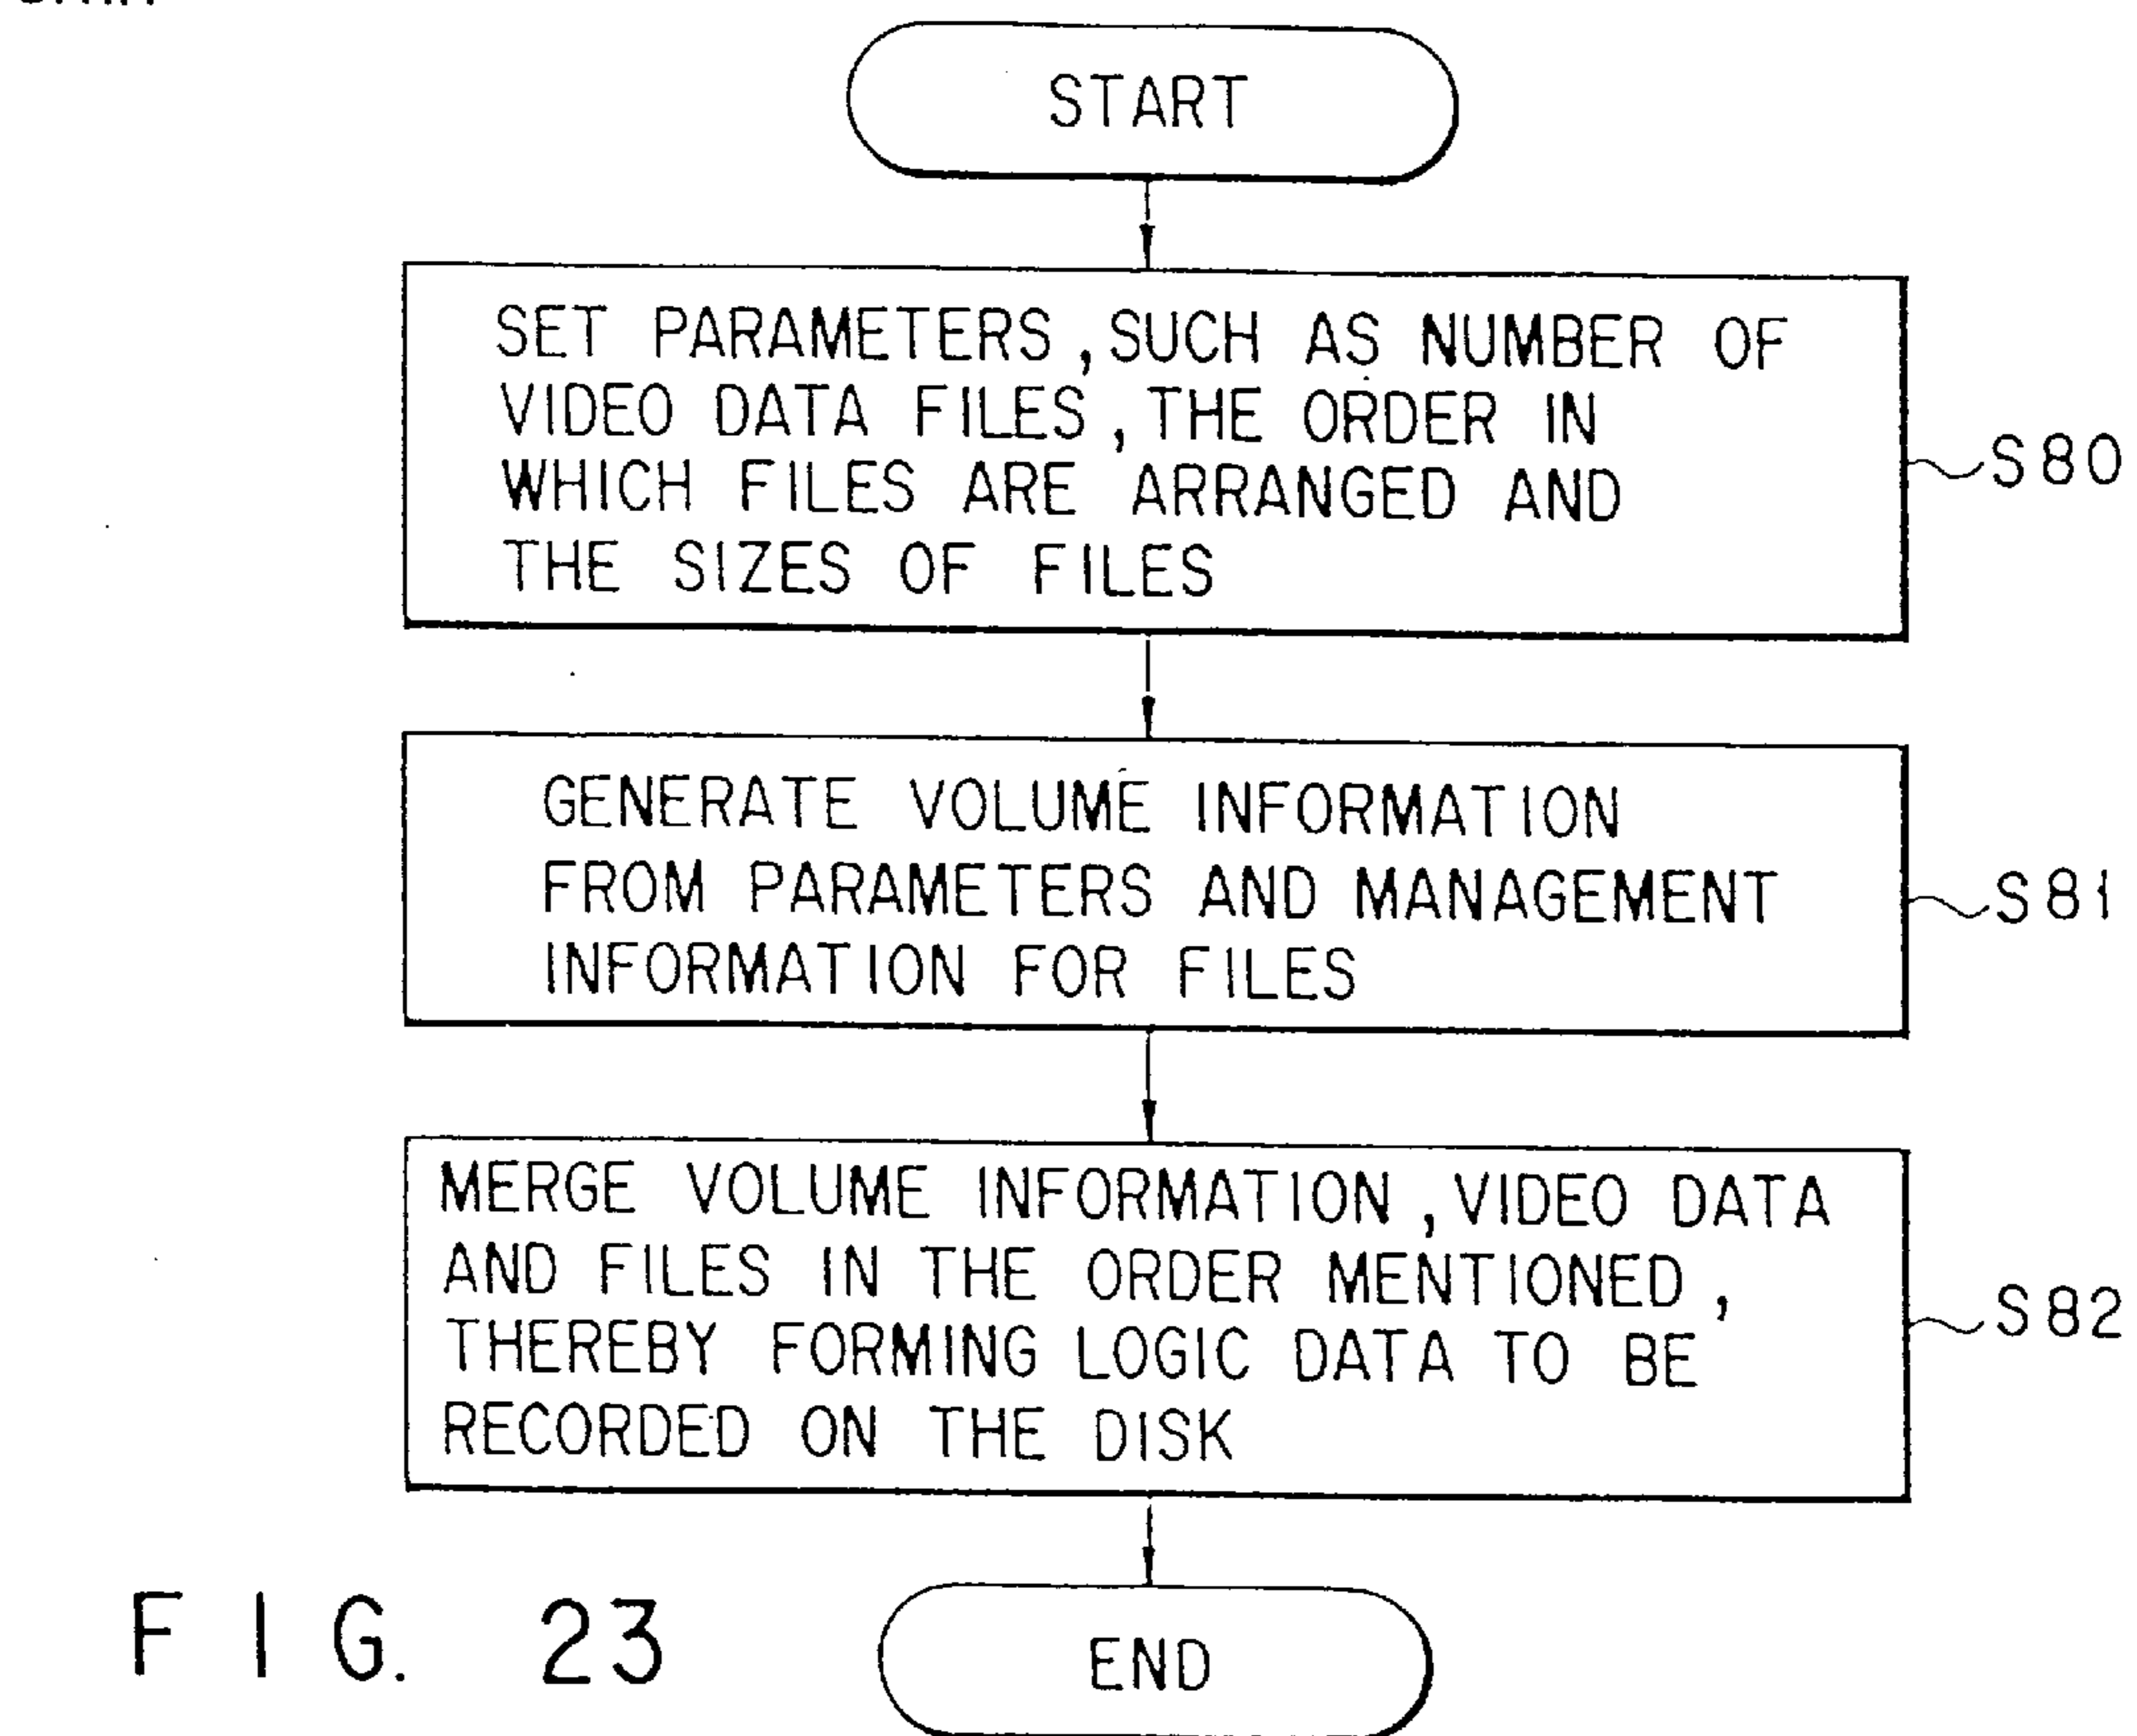 START
SET PARAMETERS, SUCH AS NUMBER OF
VIDEO DATA FILES, THE ORDER IN
WHICH FILES ARE ARRANGED AND
THE SIZES OF FILES
S80
GENERATE VOLUME INFORMATION
FROM PARAMETERS AND MANAGEMENT
INFORMATION FOR FILES
S81
MERGE VOLUME INFORMATION, VIDEO DATA
AND FILES IN THE ORDER MENTIONED,
THEREBY FORMING LOGIC DATA TO BE
RECORDED ON THE DISK
S82
END
FIG. 23